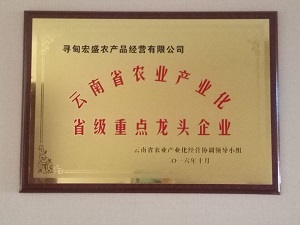 寻甸宏盛农产品经营有限公司
云南省农业产业化
省级重点龙头企业
云南省农业产业化经营协调领导小组
二〇一六年十月